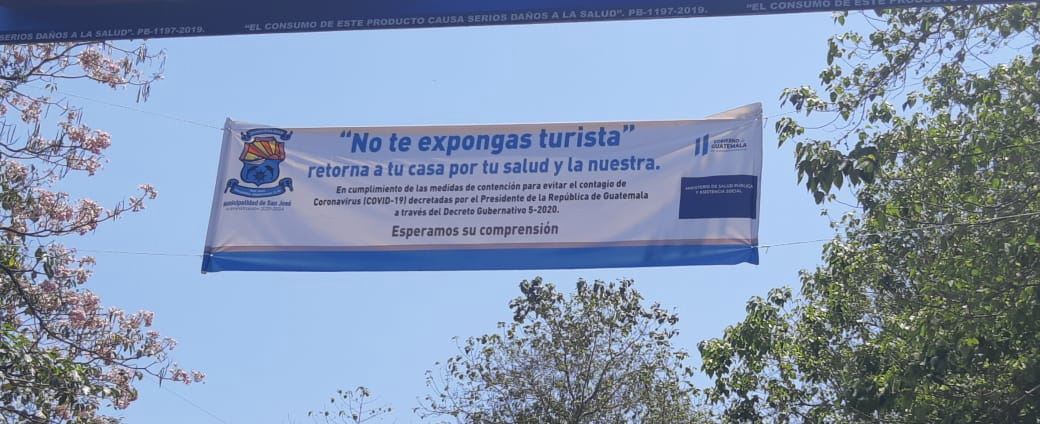 SERIOS DAÑOS A LA SALUD". PB-1197-2019.
"EL CONSUMO DE ESTE PRODUCTO CAUSA SERIOS DAÑOS A LA SALUD". PB-1197-2019.
"EL CONSUMO DE ESTE PRODUCTO
"No te expongas turista"
retorna a tu casa por tu salud y la nuestra.
En cumplimiento de las medidas de contención para evitar el contagio de
Coronavirus (COVID-19) decretadas por el Presidente de la República de Guatemala
a través del Decreto Gubernativo 5-2020.
Esperamos su comprensión
Municipalidad de San José
GOBIERNO de
GUATEMALA
MINISTERIO DE SALUD PÚBLICA
Y ASISTENCIA SOCIAL